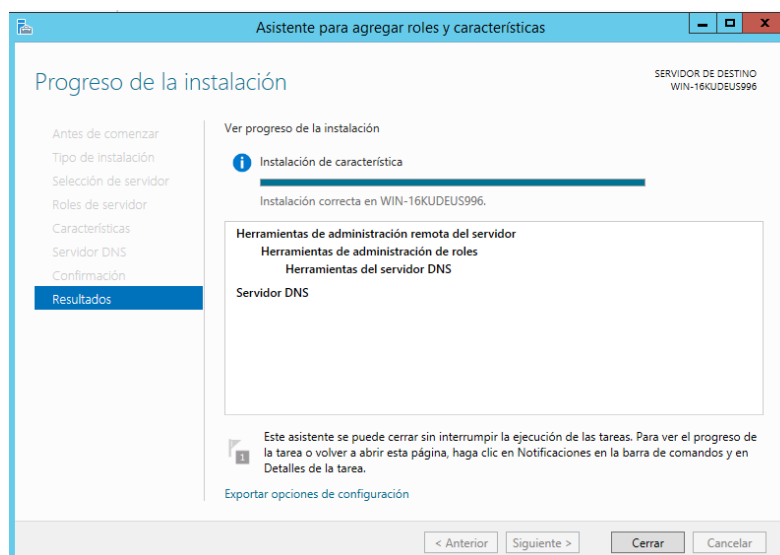 Asistente para agregar roles y características
Progreso de la instalación
SERVIDOR DE DESTINO
WIN-16KUDEUS996
Antes de comenzar
Tipo de instalación
Selección de servidor
Roles de servidor
Características
Servidor DNS
Confirmación
Resultados
Ver progreso de la instalación
Instalación de característica
Instalación correcta en WIN-16KUDEUS996.
Herramientas de administración remota del servidor
Herramientas de administración de roles
Herramientas del servidor DNS
Servidor DNS
1
Este asistente se puede cerrar sin interrumpir la ejecución de las tareas. Para ver el progreso de
la tarea o volver a abrir esta página, haga clic en Notificaciones en la barra de comandos y en
Detalles de la tarea.
Exportar opciones de configuración
< Anterior
Siguiente >
Cerrar
Cancelar